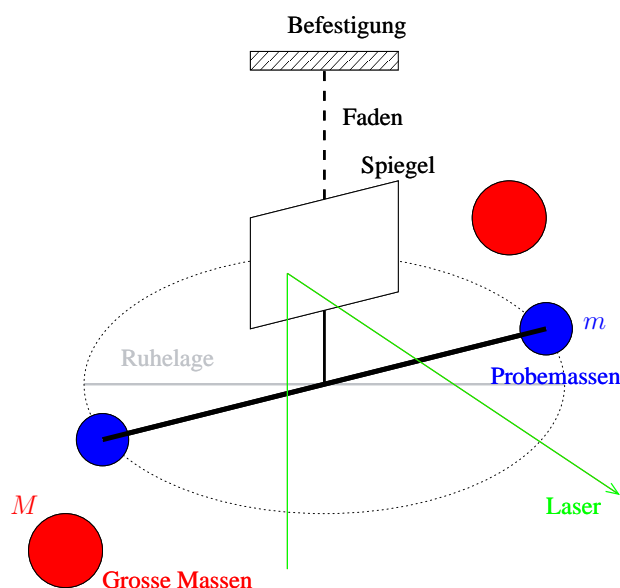 Befestigung
Faden
Spiegel
m
Ruhelage
Probemassen
M
Laser
Grosse Massen